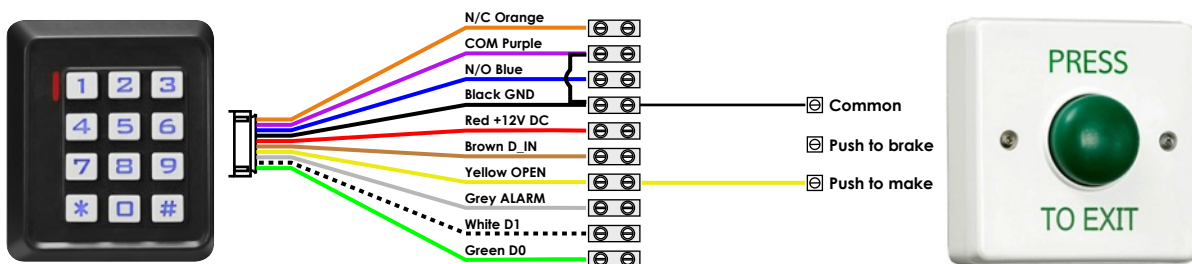 1 2 3
4 5 6
7 8 9
* 0 #
N/C Orange
COM Purple
N/O Blue
Black GND
Red +12V DC
Brown D_IN
Yellow OPEN
Grey ALARM
White D1
Green D0
Common
Push to brake
Push to make
PRESS
TO EXIT